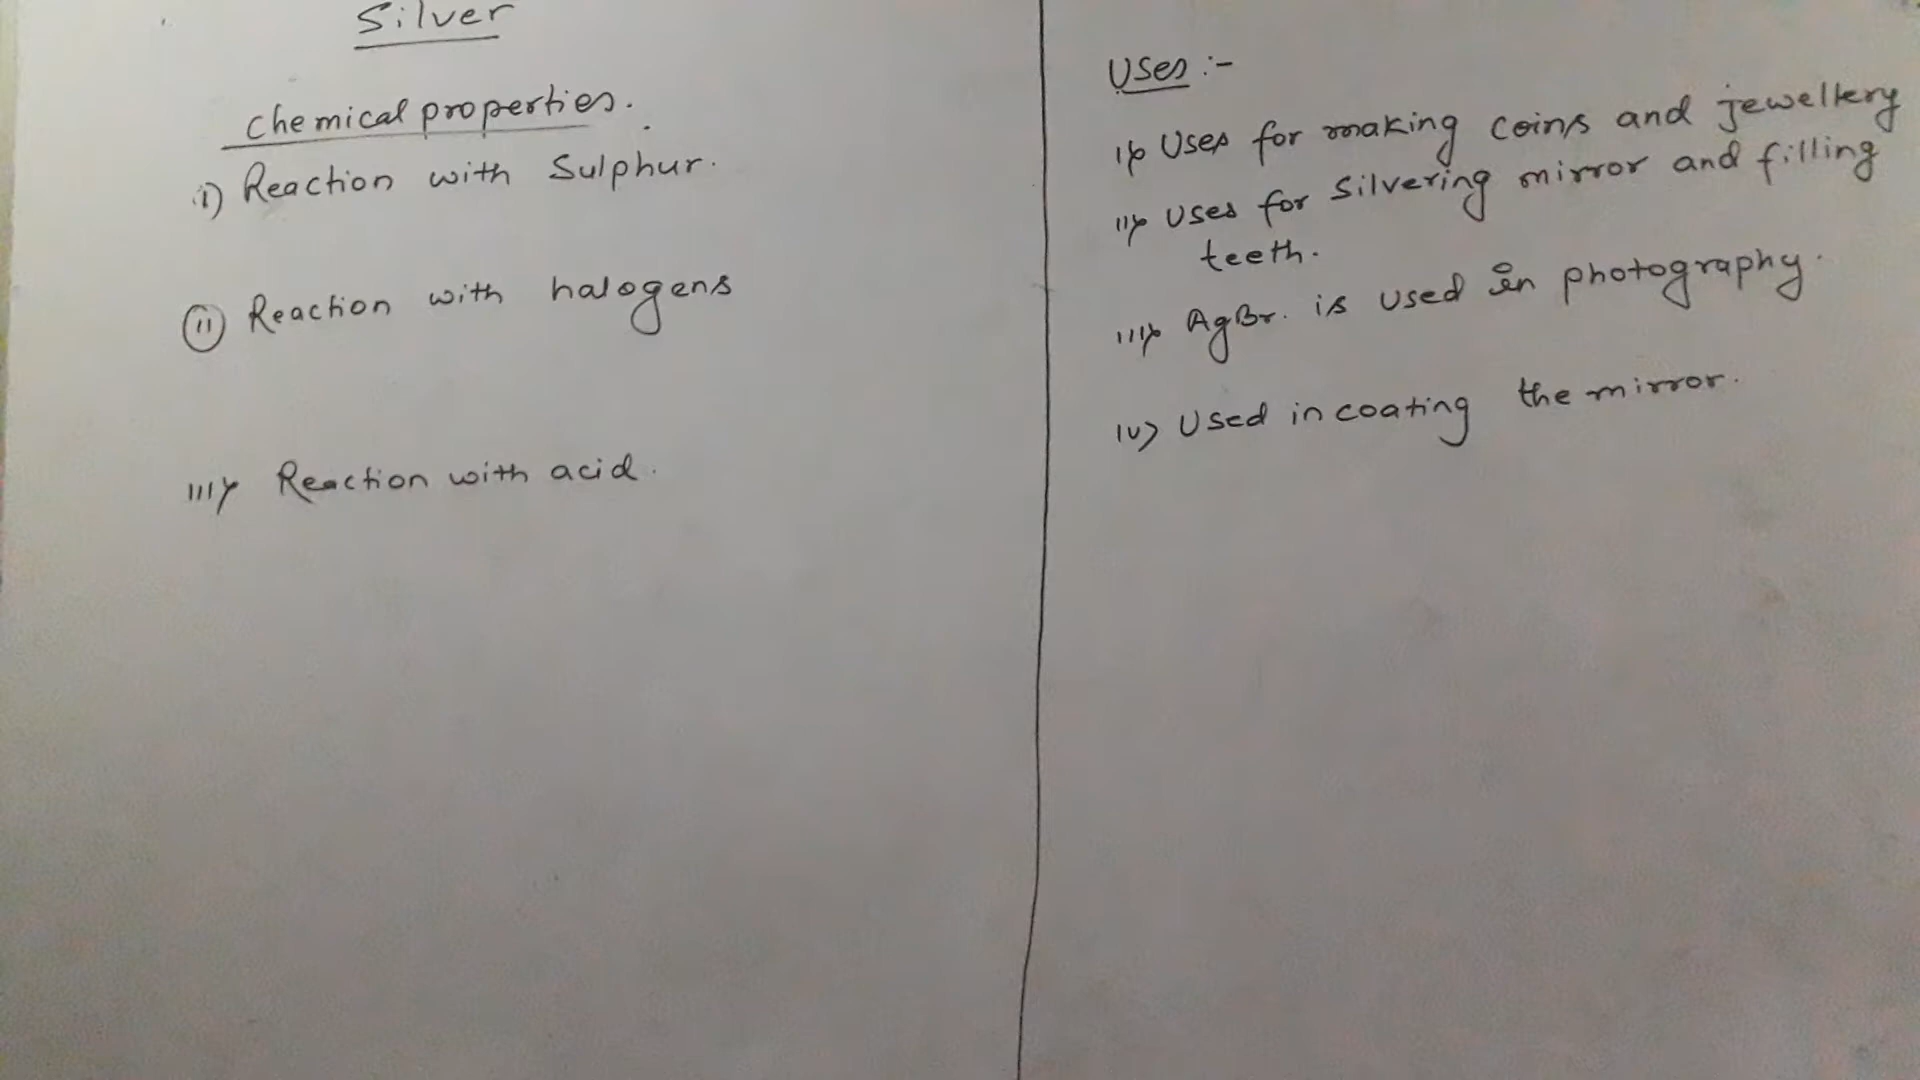 Silver
chemical properties.
i) Reaction with Sulphur.
(ii) Reaction with halogens
iii) Reaction with acid.
Uses :-
i) Uses for making coins and jewellery
ii) Uses for silvering mirror and filling
teeth.
iii) AgBr. is used in photography.
iv) Used in coating the mirror.